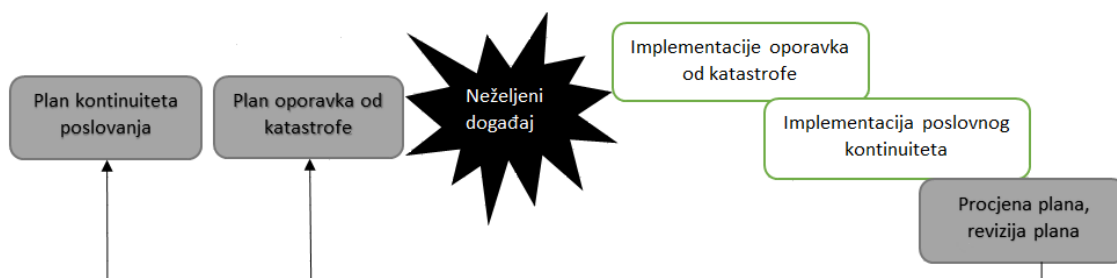 Plan kontinuiteta
poslovanja
Plan oporavka od
katastrofe
Neželjeni
događaj
Implementacije oporavka
od katastrofe
Implementacija poslovnog
kontinuiteta
Procjena plana,
revizija plana